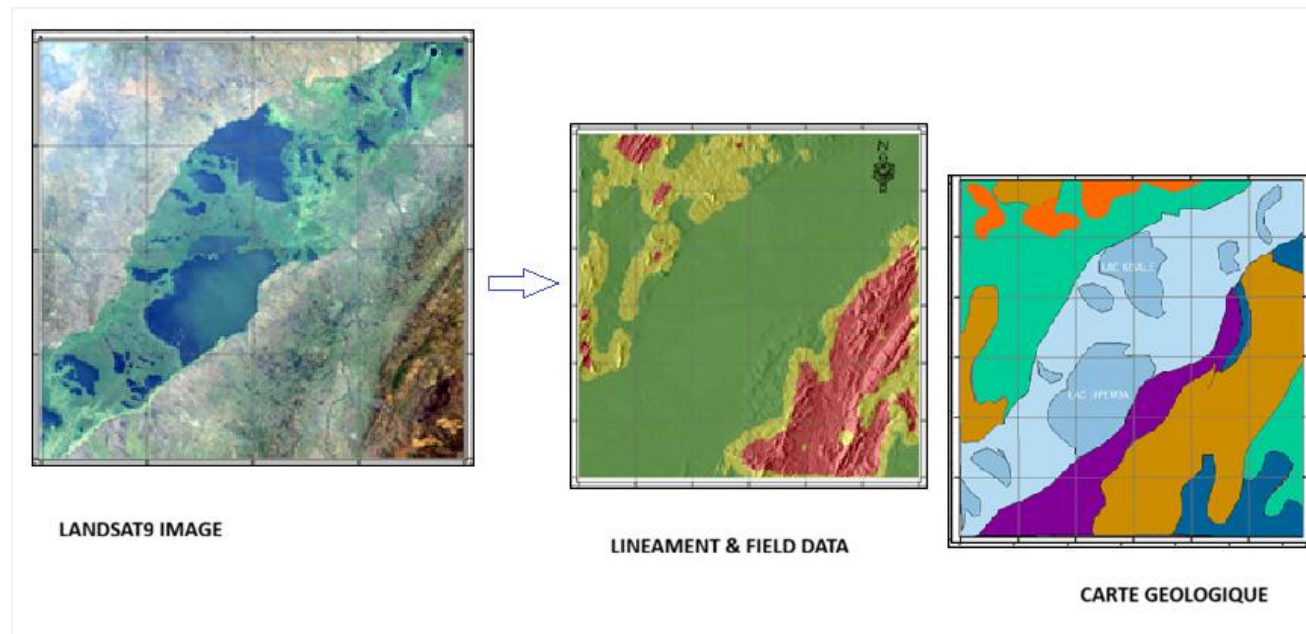 LAC KISALE
LAC UPEMBA
LANDSAT9 IMAGE
LINEAMENT & FIELD DATA
CARTE GEOLOGIQUE
N